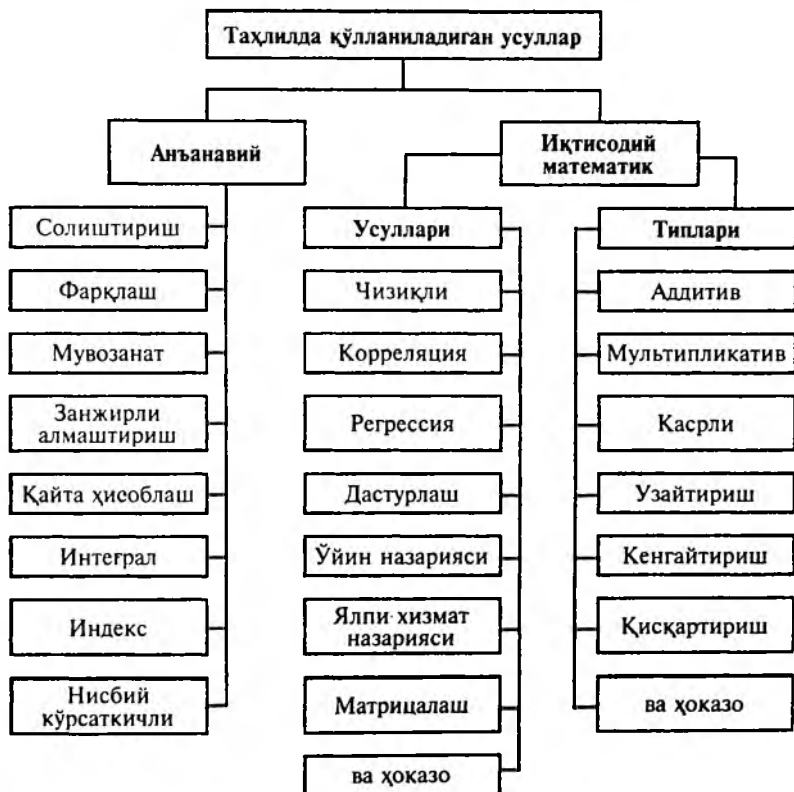 Таҳлилда қўлланиладиган усуллар
Анъанавий
Иқтисодий
математик
Солиштириш
Фарқлаш
Мувозанат
Занжирли
алмаштириш
Қайта ҳисоблаш
Интеграл
Индекс
Нисбий
кўрсаткичли
Усуллари
Чизиқли
Корреляция
Регрессия
Дастурлаш
Ўйин назарияси
Ялпи хизмат
назарияси
Матрицалаш
ва ҳоказо
Типлари
Аддитив
Мультипликатив
Касрли
Узайтириш
Кенгайтириш
Қисқартириш
ва ҳоказо